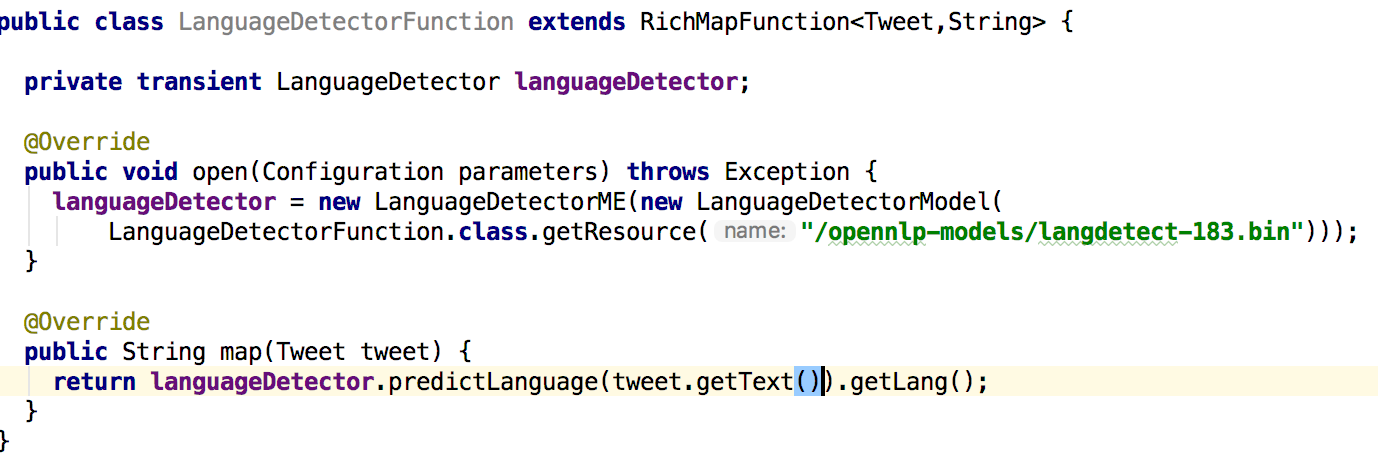 public class LanguageDetectorFunction extends RichMapFunction<Tweet,String> {
private transient LanguageDetector languageDetector;
@Override
public void open(Configuration parameters) throws Exception {
languageDetector = new LanguageDetectorME(new LanguageDetectorModel(
LanguageDetectorFunction.class.getResource( name: "/opennlp-models/langdetect-183.bin")));
}
@Override
public String map(Tweet tweet) {
return languageDetector.predictLanguage(tweet.getText()).getLang();
}
}